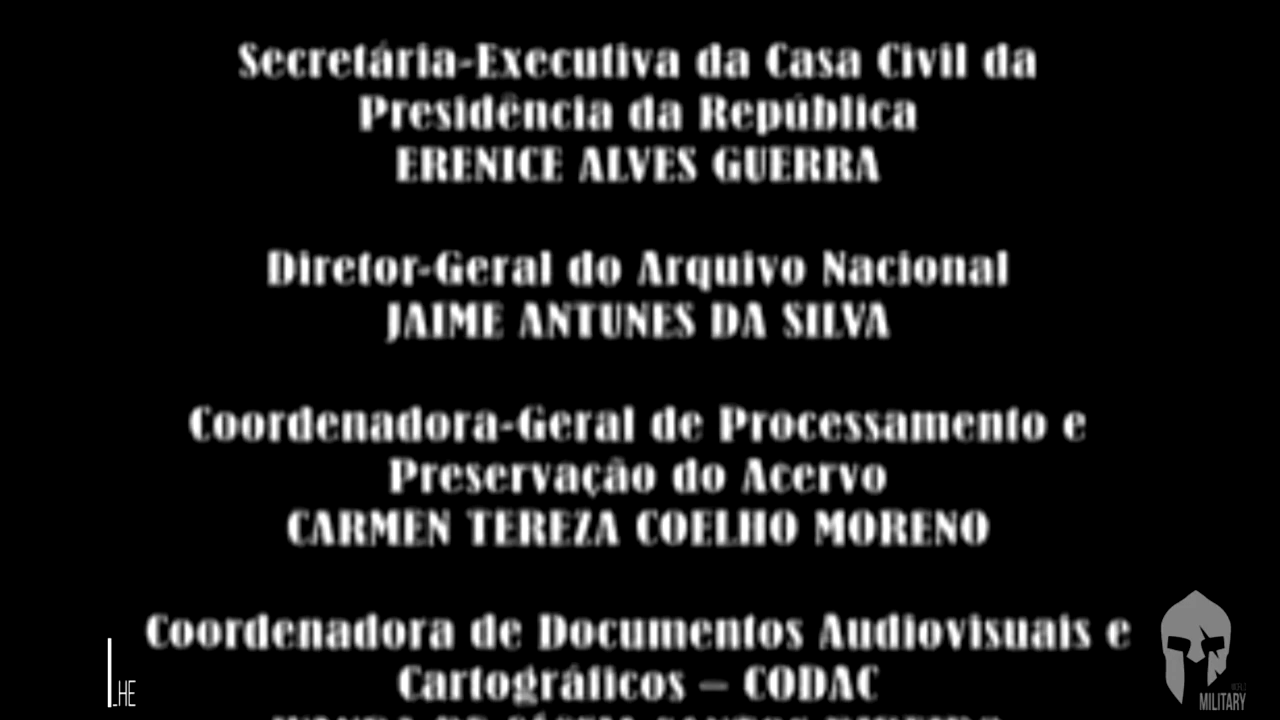 Secretária-Executiva da Casa Civil da
Presidência da República
ERENICE ALVES GUERRA
Diretor-Geral do Arquivo Nacional
JAIME ANTUNES DA SILVA
Coordenadora-Geral de Processamento e
Preservação do Acervo
CARMEN TEREZA COELHO MORENO
Coordenadora de Documentos Audiovisuais e
Cartográficos – CODAC
HE
MILITARY